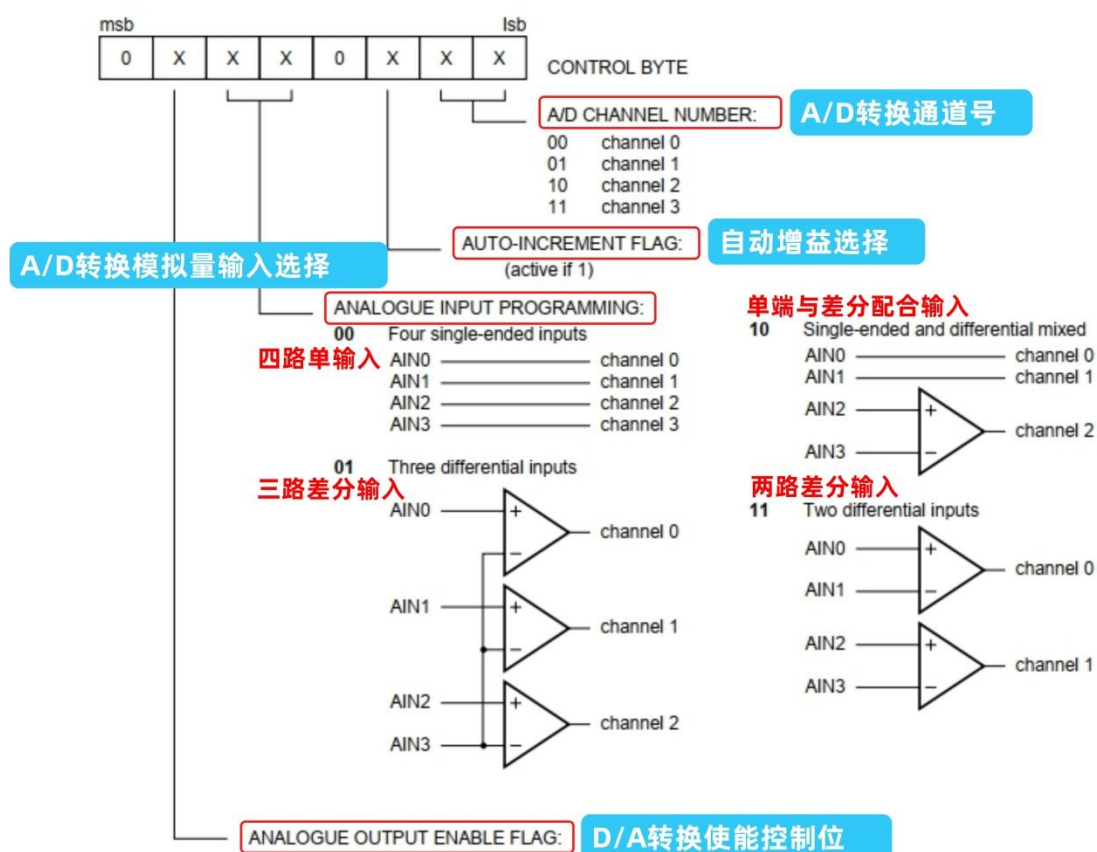 msb lsb
0 X X X 0 X X X
CONTROL BYTE
A/D CHANNEL NUMBER: A/D转换通道号
00 channel 0
01 channel 1
10 channel 2
11 channel 3
AUTO-INCREMENT FLAG: 自动增益选择
(active if 1)
A/D转换模拟量输入选择
ANALOGUE INPUT PROGRAMMING:
00 Four single-ended inputs
四路单输入
AIN0 channel 0
AIN1 channel 1
AIN2 channel 2
AIN3 channel 3
01 Three differential inputs
三路差分输入
AIN0 + − channel 0
AIN1 + − channel 1
AIN2 + − channel 2
AIN3
单端与差分配合输入
10 Single-ended and differential mixed
AIN0 channel 0
AIN1 channel 1
AIN2 + channel 2
AIN3 −
两路差分输入
11 Two differential inputs
AIN0 + channel 0
AIN1 −
AIN2 + channel 1
AIN3 −
ANALOGUE OUTPUT ENABLE FLAG: D/A转换使能控制位